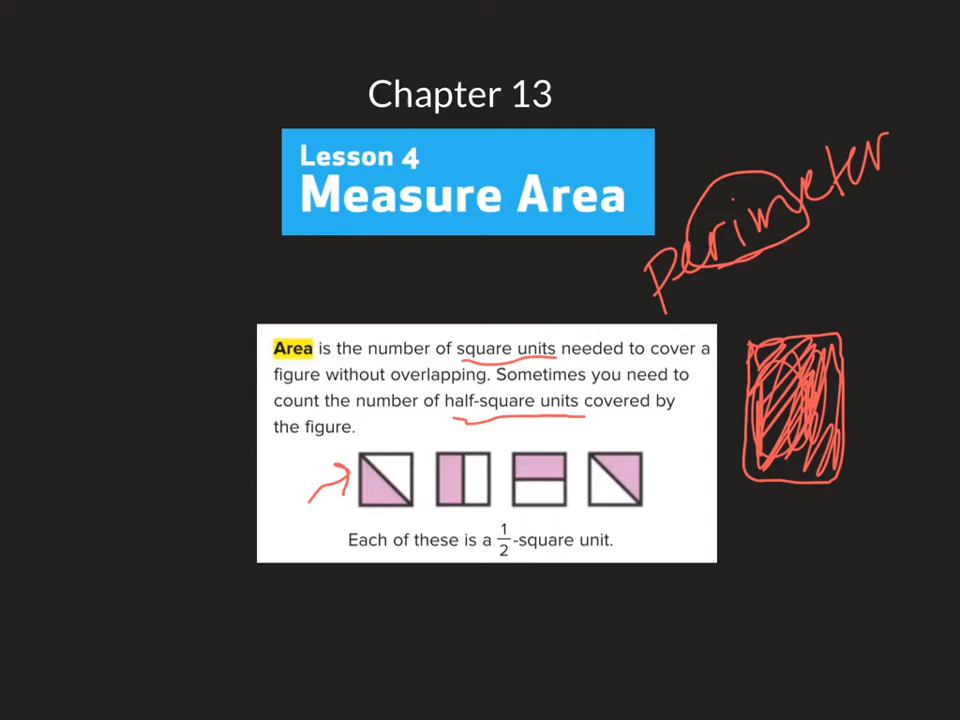 Chapter 13
Lesson 4
Measure Area
perimeter
Area is the number of square units needed to cover a
figure without overlapping. Sometimes you need to
count the number of half-square units covered by
the figure.
Each of these is a 1/2-square unit.